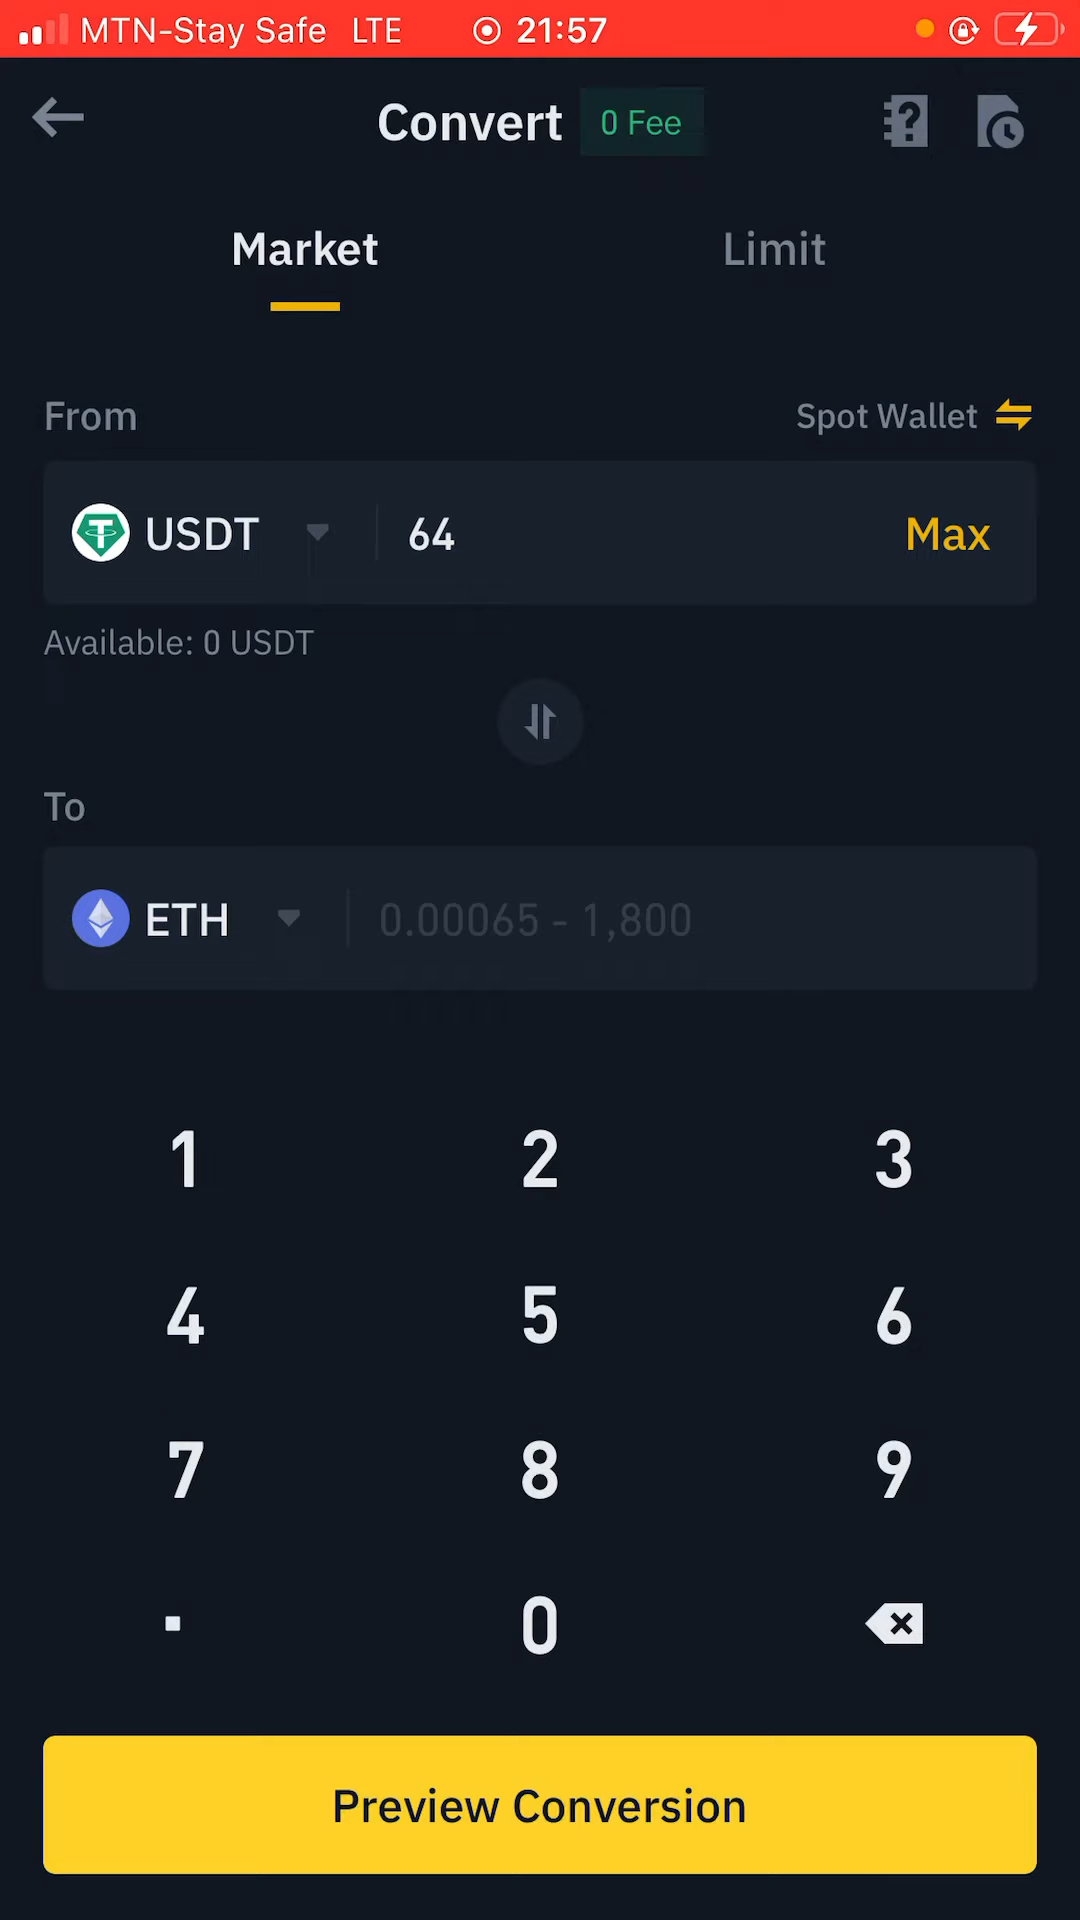 MTN-Stay Safe LTE 21:57
Convert 0 Fee
Market Limit
From Spot Wallet
USDT 64 Max
Available: 0 USDT
To
ETH 0.00065 - 1,800
1 2 3
4 5 6
7 8 9
. 0
Preview Conversion